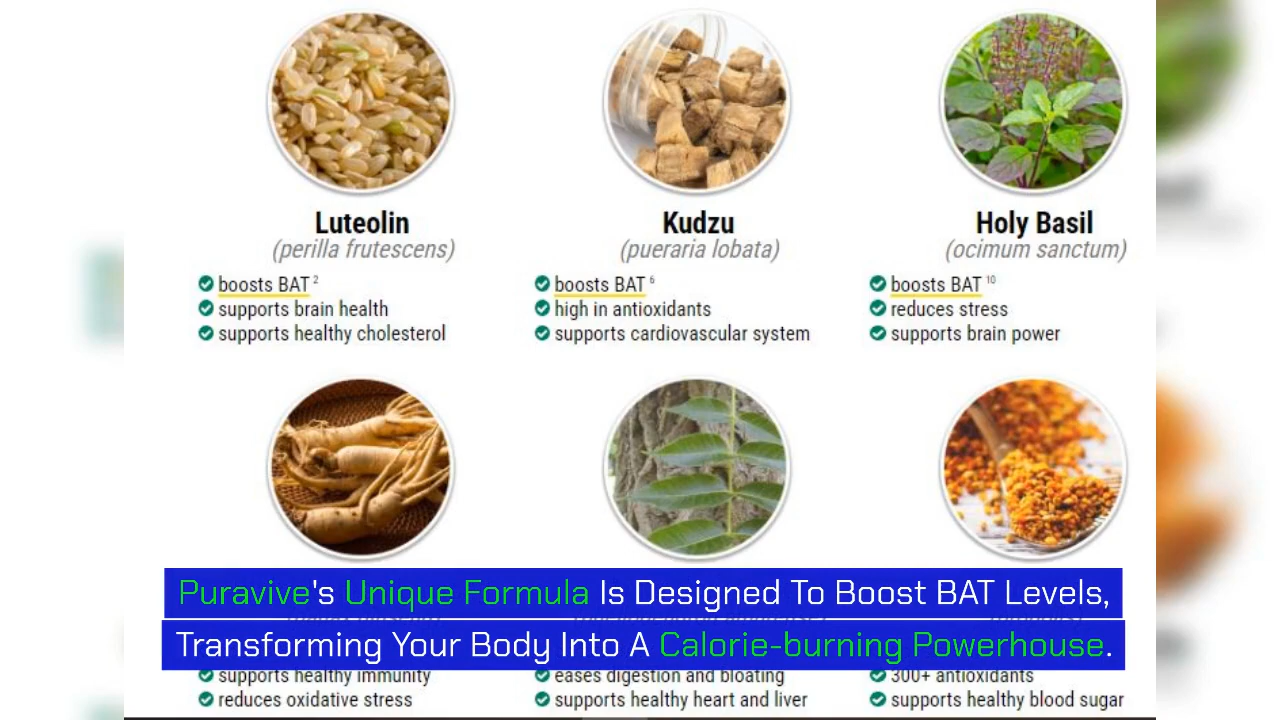 Luteolin
(perilla frutescens)
boosts BAT 2
supports brain health
supports healthy cholesterol
Kudzu
(pueraria lobata)
boosts BAT 6
high in antioxidants
supports cardiovascular system
Holy Basil
(ocimum sanctum)
boosts BAT 10
reduces stress
supports brain power
Puravive's Unique Formula Is Designed To Boost BAT Levels,
Transforming Your Body Into A Calorie-burning Powerhouse.
supports healthy immunity
reduces oxidative stress
eases digestion and bloating
supports healthy heart and liver
300+ antioxidants
supports healthy blood sugar